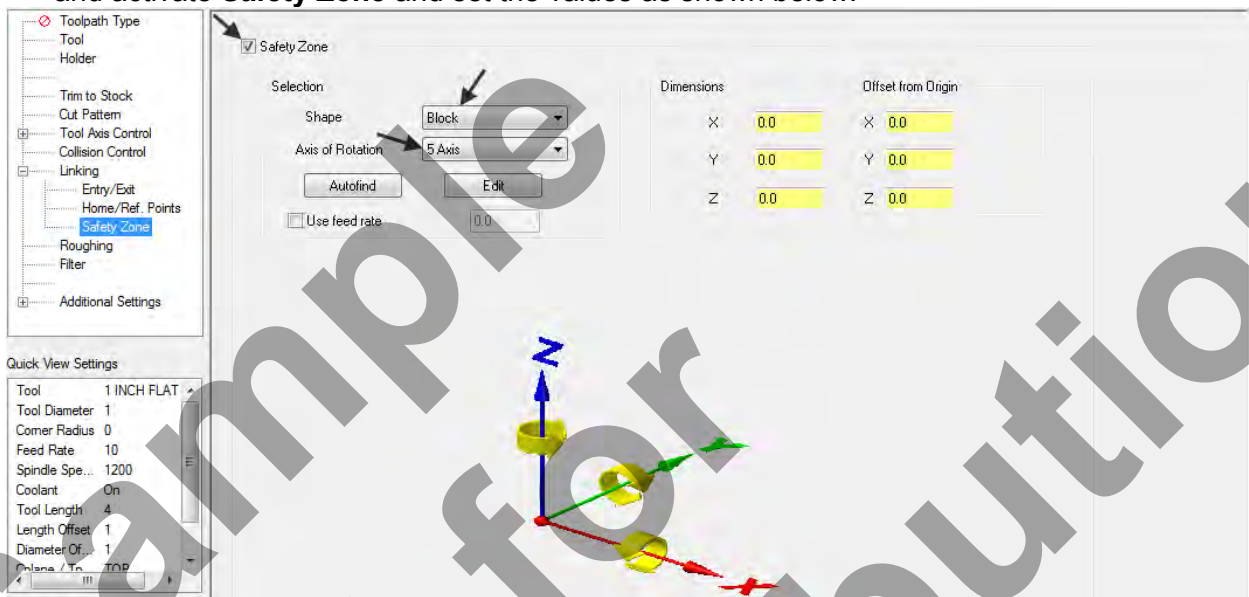 and activate Safety Zone and set the values as shown below.
Toolpath Type
Tool
Holder
Trim to Stock
Cut Pattern
Tool Axis Control
Collision Control
Linking
Entry/Exit
Home/Ref. Points
Safety Zone
Roughing
Filter
Additional Settings
Quick View Settings
Tool 1 INCH FLAT
Tool Diameter 1
Corner Radius 0
Feed Rate 10
Spindle Spe... 1200
Coolant On
Tool Length 4
Length Offset 1
Diameter Of... 1
Cplane / Tp... TOP
Safety Zone
Selection
Shape Block
Axis of Rotation 5 Axis
Autofind Edit
Use feed rate 0.0
Dimensions Offset from Origin
X 0.0 X 0.0
Y 0.0 Y 0.0
Z 0.0 Z 0.0
Z
Y
X
Sample
for